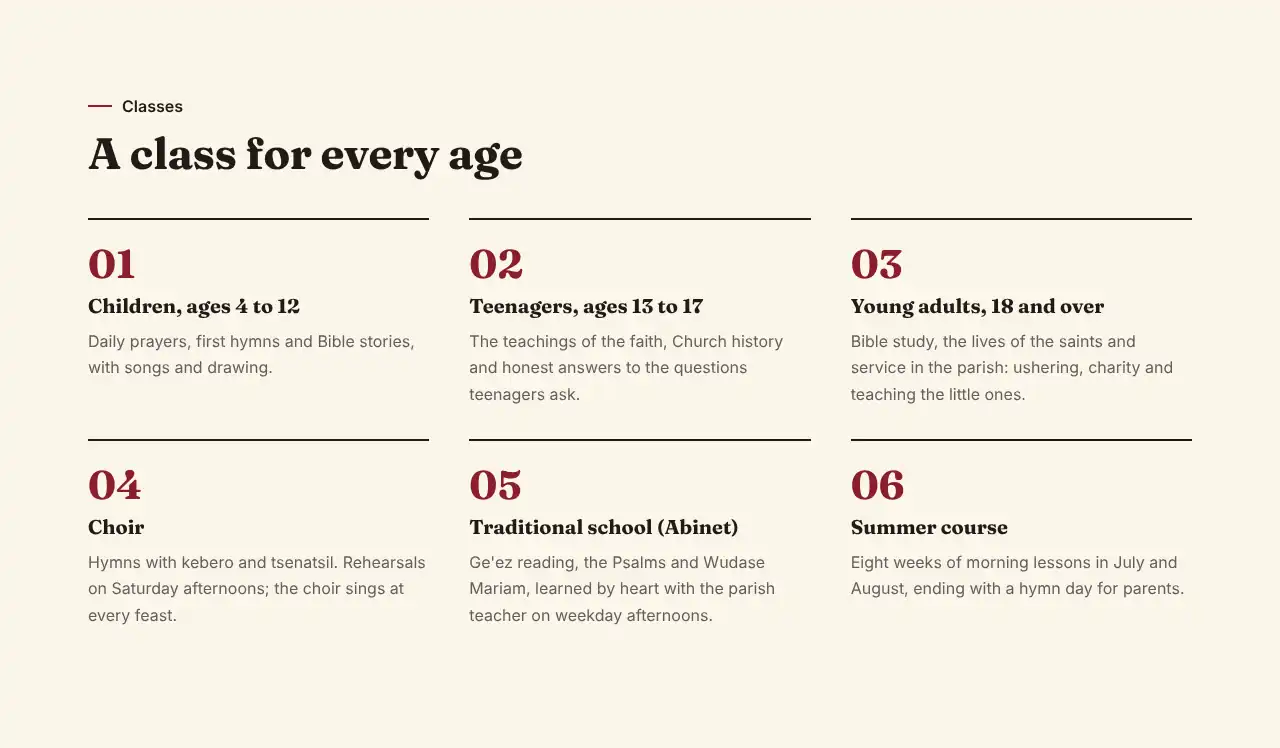 Classes
A class for every age
01
Children, ages 4 to 12
Daily prayers, first hymns and Bible stories,
with songs and drawing.
02
Teenagers, ages 13 to 17
The teachings of the faith, Church history
and honest answers to the questions
teenagers ask.
03
Young adults, 18 and over
Bible study, the lives of the saints and
service in the parish: ushering, charity and
teaching the little ones.
04
Choir
Hymns with kebero and tsenatsil. Rehearsals
on Saturday afternoons; the choir sings at
every feast.
05
Traditional school (Abinet)
Ge'ez reading, the Psalms and Wudase
Mariam, learned by heart with the parish
teacher on weekday afternoons.
06
Summer course
Eight weeks of morning lessons in July and
August, ending with a hymn day for parents.